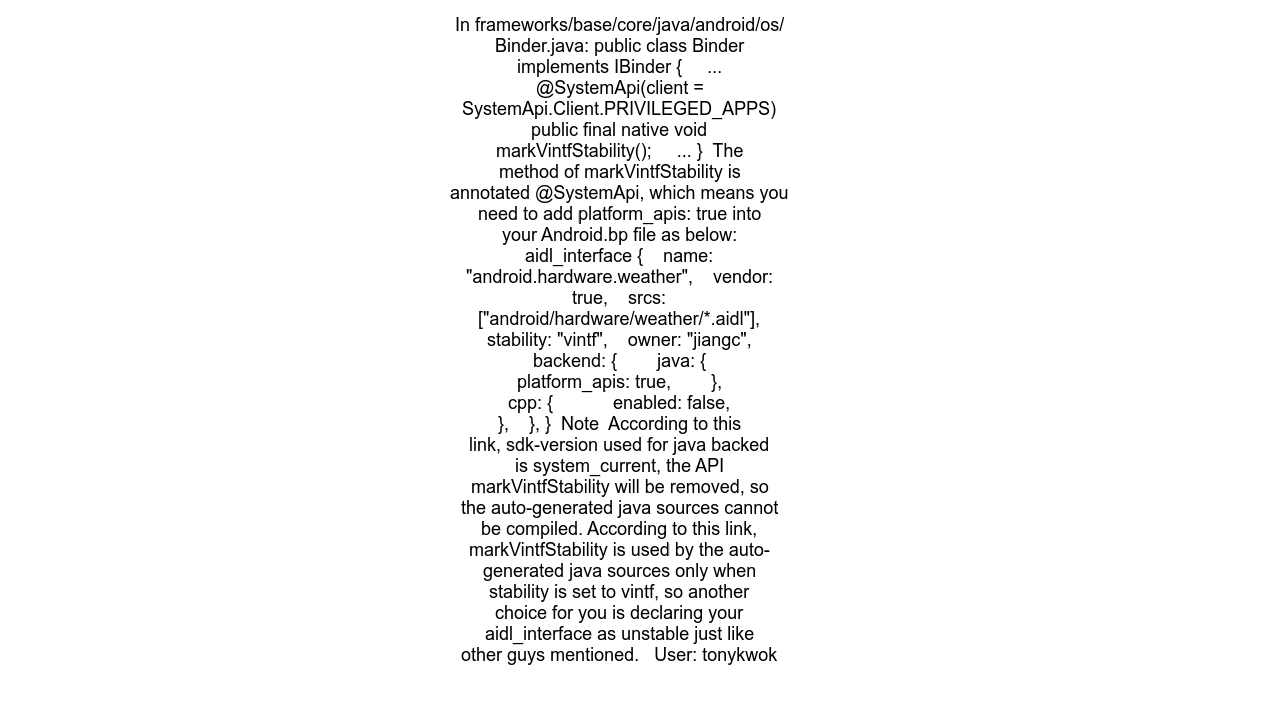 In frameworks/base/core/java/android/os/
Binder.java: public class Binder
implements IBinder {     ...
@SystemApi(client =
SystemApi.Client.PRIVILEGED_APPS)
public final native void
markVintfStability();     ... }  The
method of markVintfStability is
annotated @SystemApi, which means you
need to add platform_apis: true into
your Android.bp file as below:
aidl_interface {    name:
"android.hardware.weather",    vendor:
true,    srcs:
["android/hardware/weather/*.aidl"],
stability: "vintf",    owner: "jiangc",
backend: {        java: {
platform_apis: true,        },
cpp: {            enabled: false,
},    }, }  Note  According to this
link, sdk-version used for java backed
is system_current, the API
markVintfStability will be removed, so
the auto-generated java sources cannot
be compiled. According to this link,
markVintfStability is used by the auto-
generated java sources only when
stability is set to vintf, so another
choice for you is declaring your
aidl_interface as unstable just like
other guys mentioned.   User: tonykwok